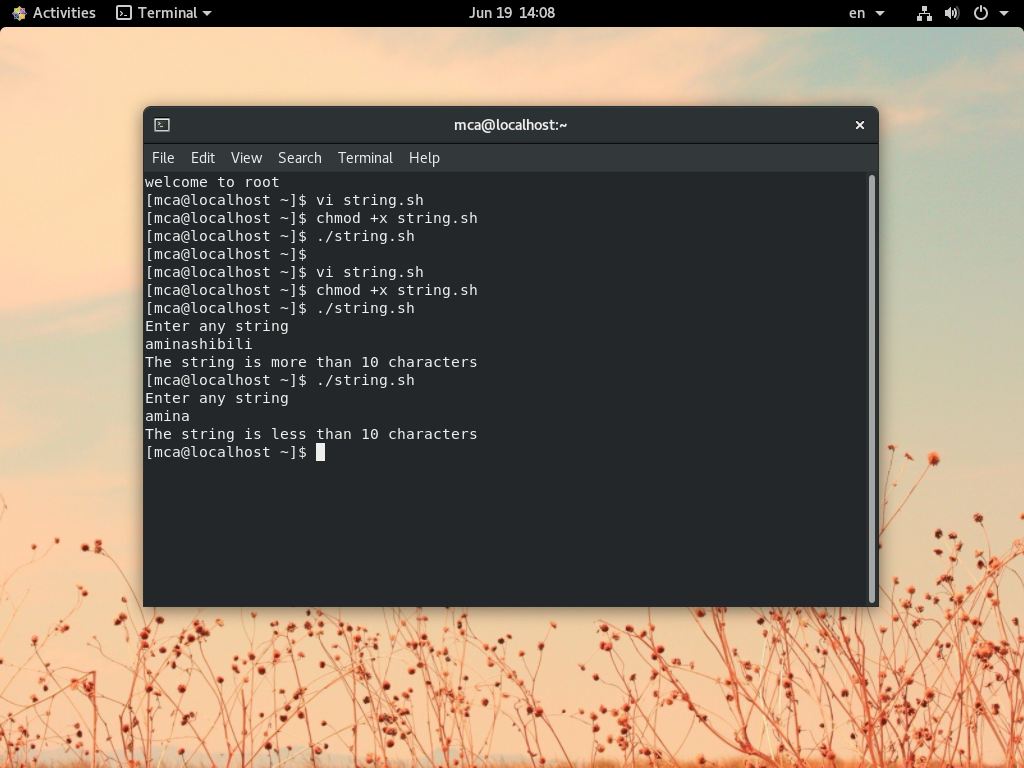 Activities Terminal Jun 19 14:08 en
mca@localhost:~
File Edit View Search Terminal Help
welcome to root
[mca@localhost ~]$ vi string.sh
[mca@localhost ~]$ chmod +x string.sh
[mca@localhost ~]$ ./string.sh
[mca@localhost ~]$
[mca@localhost ~]$ vi string.sh
[mca@localhost ~]$ chmod +x string.sh
[mca@localhost ~]$ ./string.sh
Enter any string
aminashibili
The string is more than 10 characters
[mca@localhost ~]$ ./string.sh
Enter any string
amina
The string is less than 10 characters
[mca@localhost ~]$